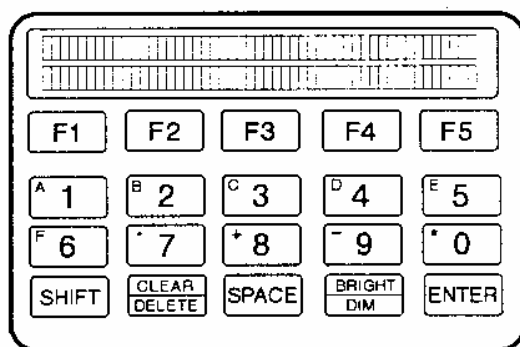 F1 F2 F3 F4 F5
A 1 B 2 C 3 D 4 E 5
F 6 · 7 + 8 - 9 * 0
SHIFT CLEAR DELETE SPACE BRIGHT DIM ENTER